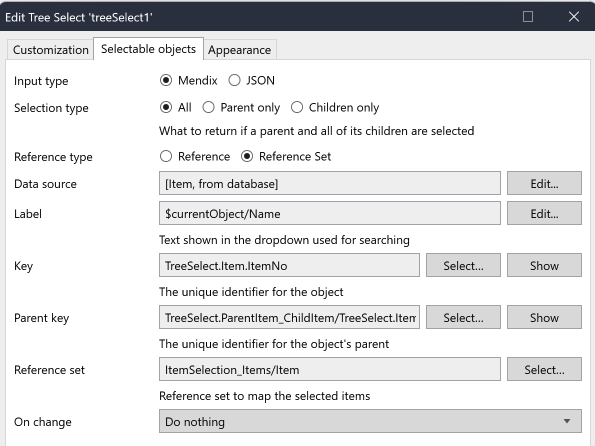 Edit Tree Select 'treeSelect1'
Customization Selectable objects Appearance
Input type Mendix JSON
Selection type All Parent only Children only
What to return if a parent and all of its children are selected
Reference type Reference Reference Set
Data source [Item, from database] Edit...
Label $currentObject/Name Edit...
Text shown in the dropdown used for searching
Key TreeSelect.Item.ItemNo Select... Show
The unique identifier for the object
Parent key TreeSelect.ParentItem_ChildItem/TreeSelect.Item Select... Show
The unique identifier for the object's parent
Reference set ItemSelection_Items/Item Select...
Reference set to map the selected items
On change Do nothing